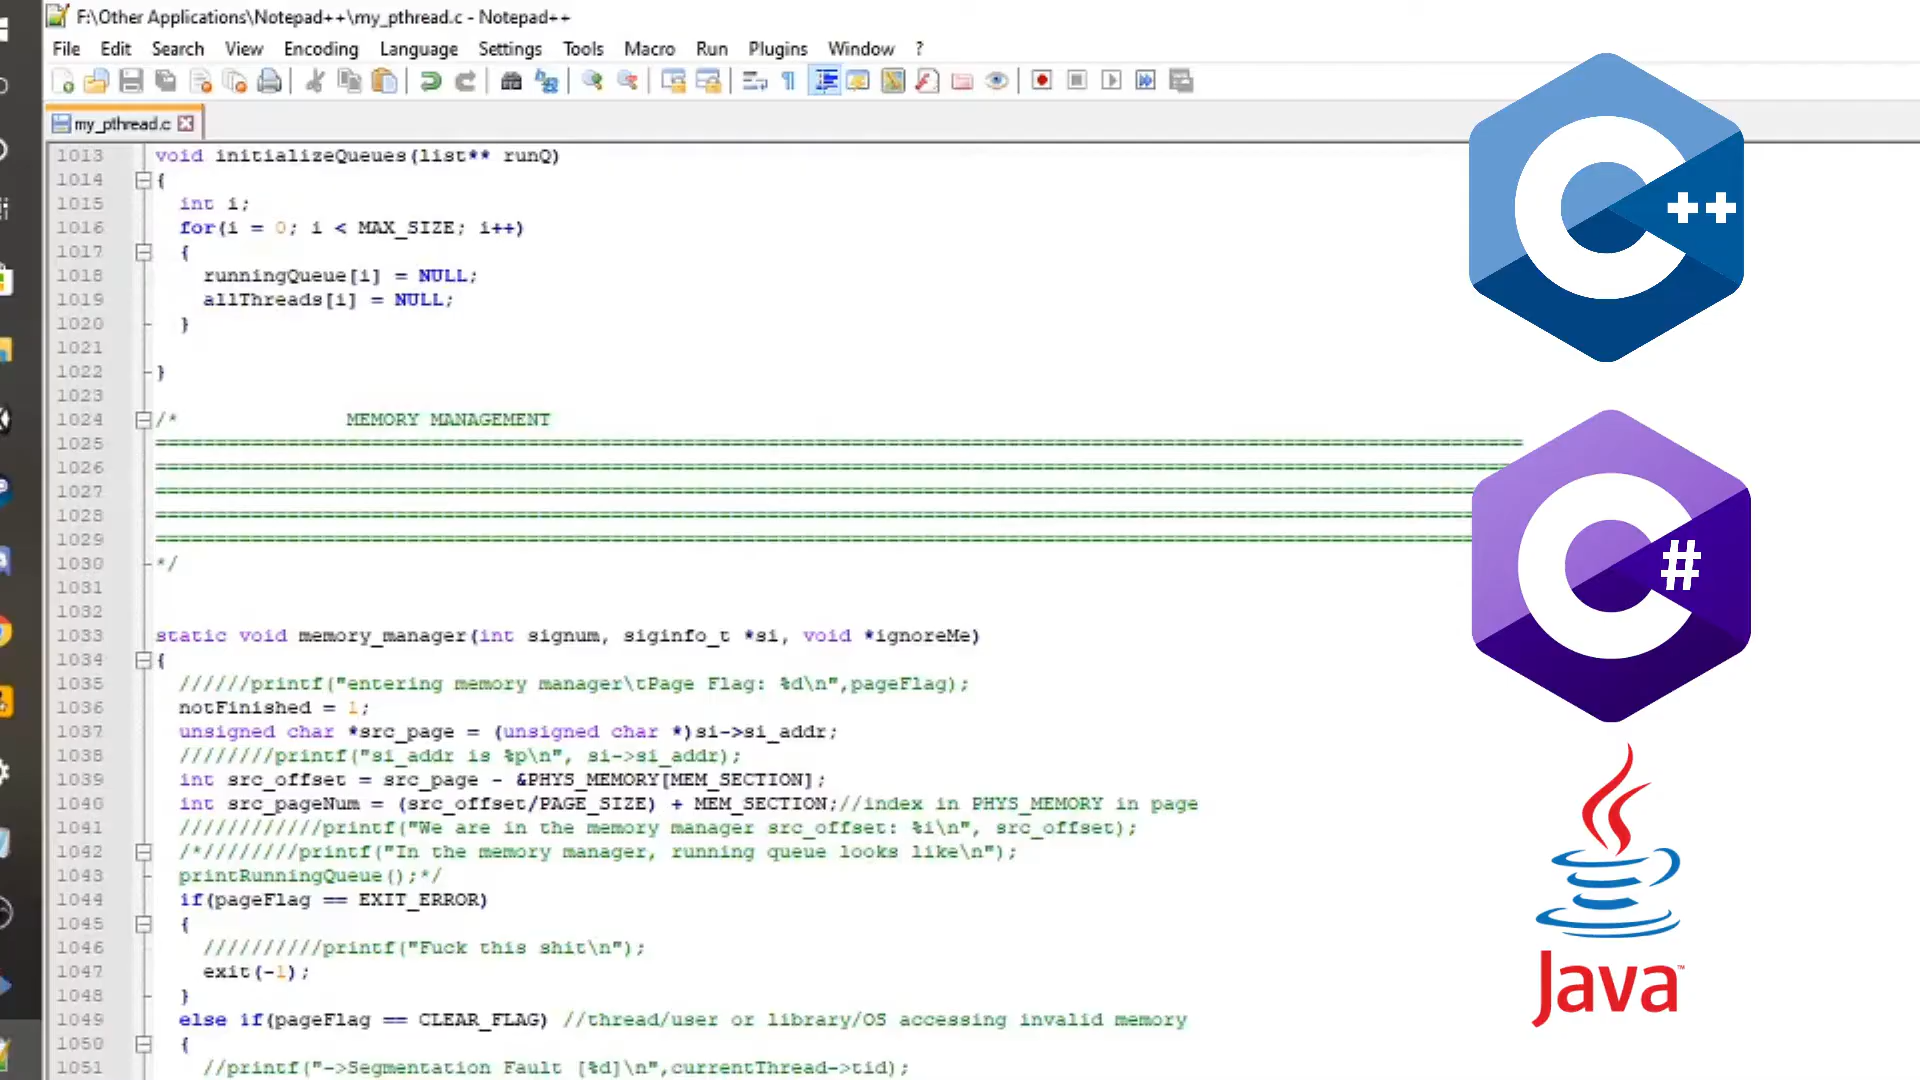 F:\Other Applications\Notepad++\my_pthread.c - Notepad++
File Edit Search View Encoding Language Settings Tools Macro Run Plugins Window ?
my_pthread.c
1013 void initializeQueues(list** runQ)
1014 {
1015 int i;
1016 for(i = 0; i < MAX_SIZE; i++)
1017 {
1018 runningQueue[i] = NULL;
1019 allThreads[i] = NULL;
1020 }
1021
1022 }
1023
1024 /* MEMORY MANAGEMENT
1025 ==================================================================================================================
1026 ==================================================================================================================
1027 ==================================================================================================================
1028 ==================================================================================================================
1029 ==================================================================================================================
1030 */
1031
1032
1033 static void memory_manager(int signum, siginfo_t *si, void *ignoreMe)
1034 {
1035 //////printf("entering memory manager\tPage Flag: %d\n",pageFlag);
1036 notFinished = 1;
1037 unsigned char *src_page = (unsigned char *)si->si_addr;
1038 ////////printf("si_addr is %p\n", si->si_addr);
1039 int src_offset = src_page - &PHYS_MEMORY[MEM_SECTION];
1040 int src_pageNum = (src_offset/PAGE_SIZE) + MEM_SECTION;//index in PHYS_MEMORY in page
1041 ////////////printf("We are in the memory manager src_offset: %i\n", src_offset);
1042 /*////////printf("In the memory manager, running queue looks like\n");
1043 printRunningQueue();*/
1044 if(pageFlag == EXIT_ERROR)
1045 {
1046 //////////printf("Fuck this shit\n");
1047 exit(-1);
1048 }
1049 else if(pageFlag == CLEAR_FLAG) //thread/user or library/OS accessing invalid memory
1050 {
1051 //printf("->Segmentation Fault [%d]\n",currentThread->tid);
C++
C#
Java™